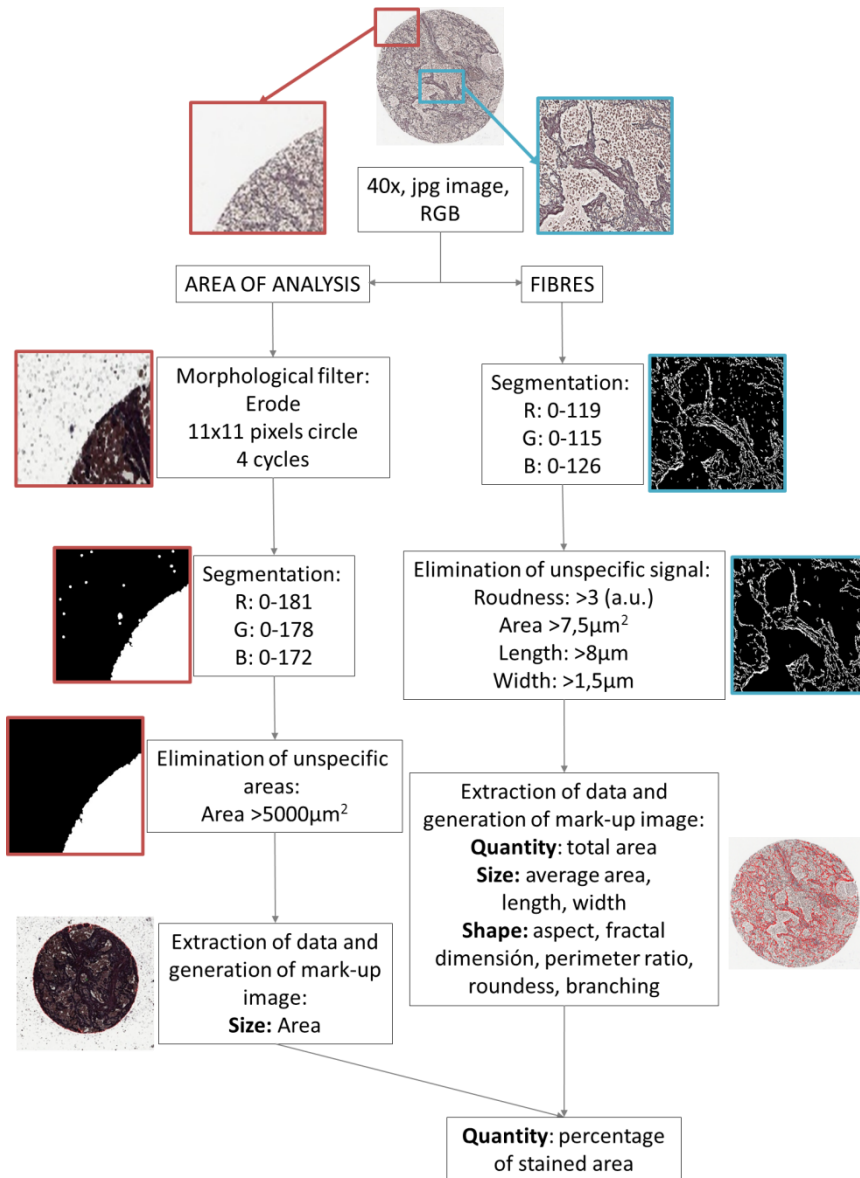 40x, jpg image,
RGB
AREA OF ANALYSIS
FIBRES
Morphological filter:
Erode
11x11 pixels circle
4 cycles
Segmentation:
R: 0-119
G: 0-115
B: 0-126
Segmentation:
R: 0-181
G: 0-178
B: 0-172
Elimination of unspecific signal:
Roudness: >3 (a.u.)
Area >7,5µm²
Length: >8µm
Width: >1,5µm
Elimination of unspecific
areas:
Area >5000µm²
Extraction of data and
generation of mark-up image:
Quantity: total area
Size: average area,
length, width
Shape: aspect, fractal
dimensión, perimeter ratio,
roundess, branching
Extraction of data and
generation of mark-up
image:
Size: Area
Quantity: percentage
of stained area